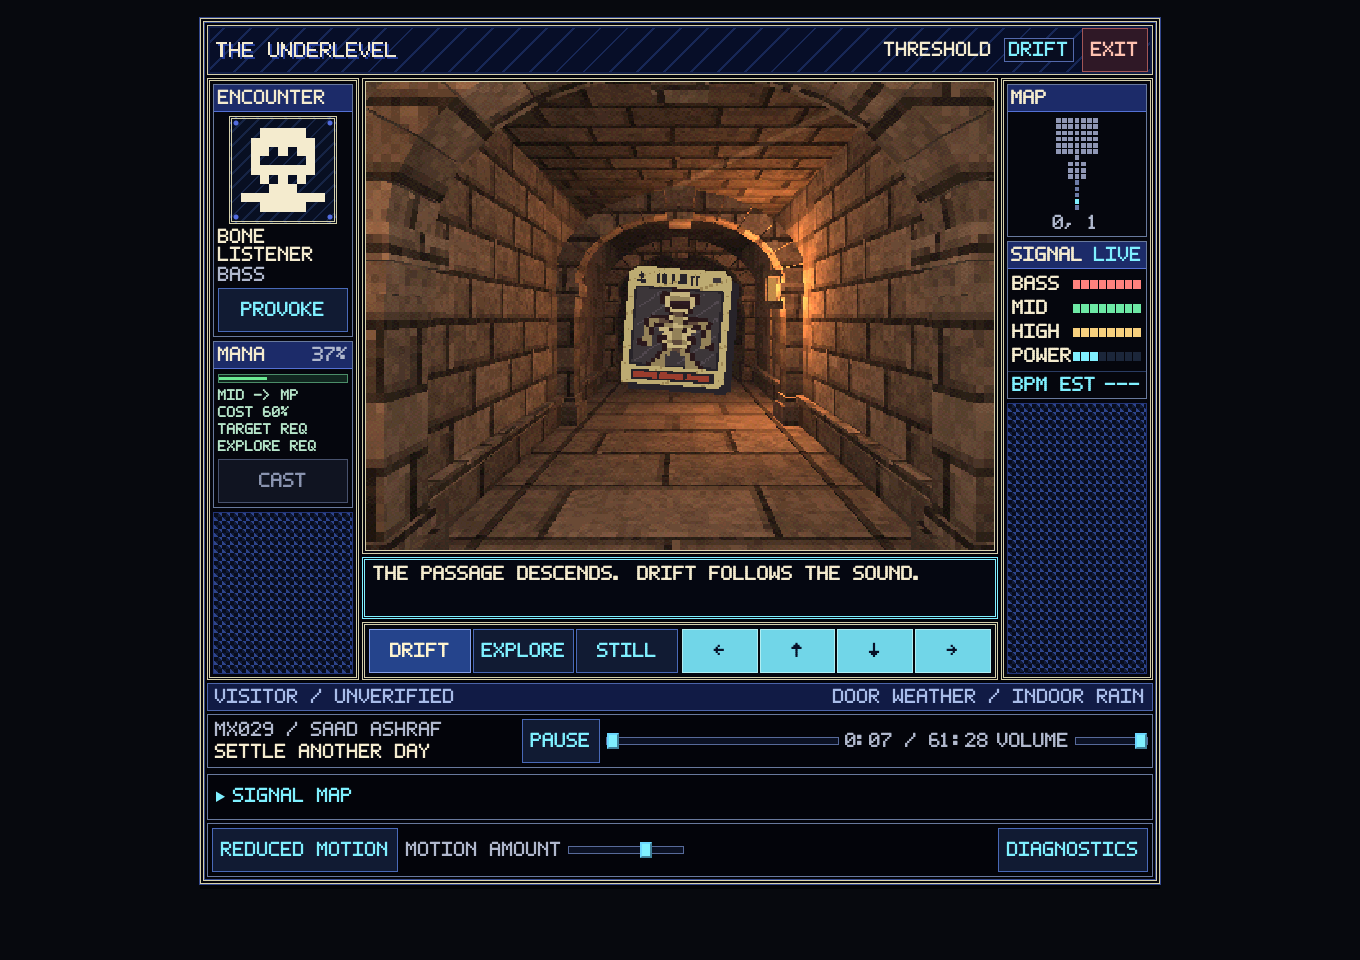 THE UNDERLEVEL
THRESHOLD DRIFT EXIT
ENCOUNTER
BONE
LISTENER
BASS
PROVOKE
MANA 37%
MID -> MP
COST 60%
TARGET REQ
EXPLORE REQ
CAST
MAP
0, 1
SIGNAL LIVE
BASS
MID
HIGH
POWER
BPM EST ---
THE PASSAGE DESCENDS. DRIFT FOLLOWS THE SOUND.
DRIFT EXPLORE STILL ← ↑ ↓ →
VISITOR / UNVERIFIED
DOOR WEATHER / INDOOR RAIN
MX029 / SAAD ASHRAF
SETTLE ANOTHER DAY
PAUSE
0:07 / 61:28 VOLUME
▶ SIGNAL MAP
REDUCED MOTION MOTION AMOUNT
DIAGNOSTICS